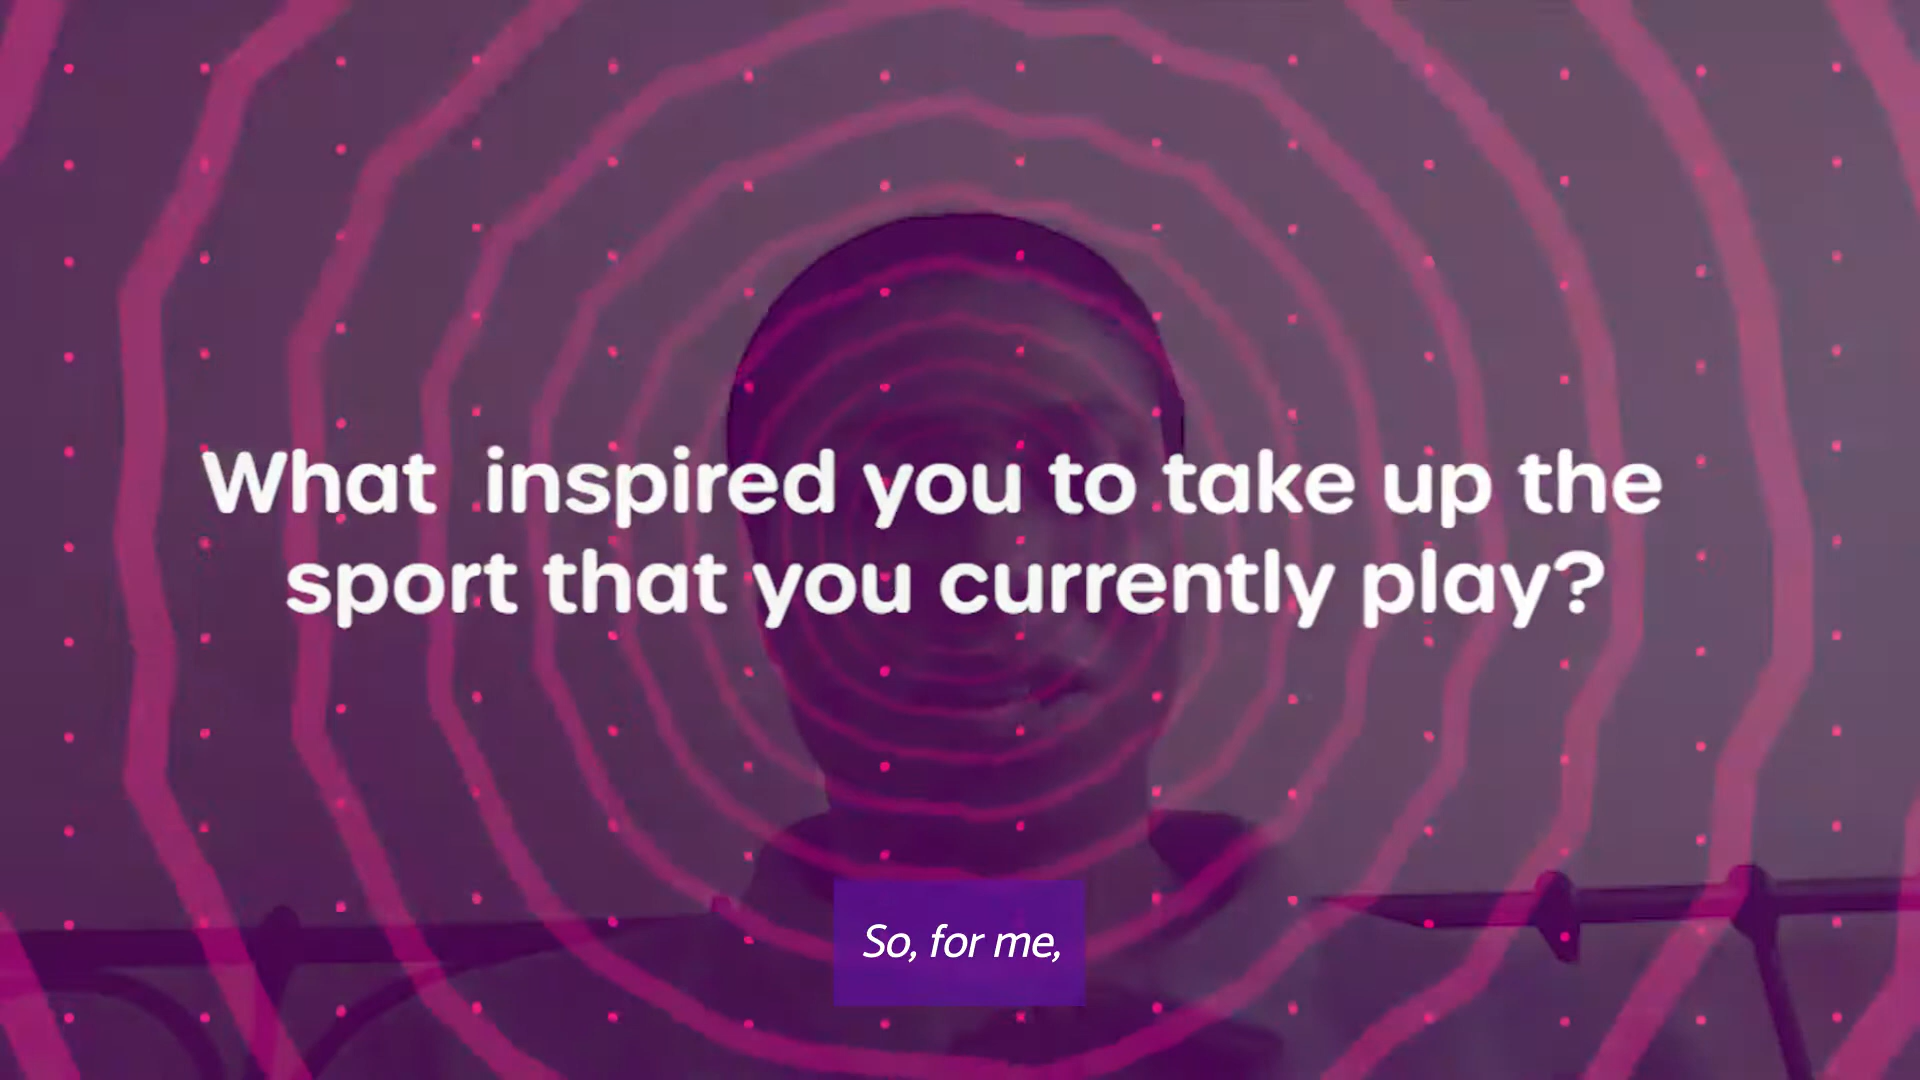 What  inspired you to take up the
sport that you currently play?
So, for me,